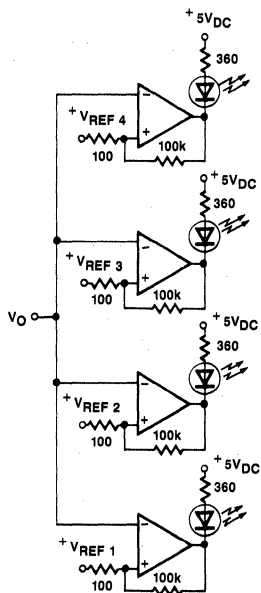 + 5VDC
360
+ VREF 4
−
+
100
100k
+ 5VDC
360
+ VREF 3
−
+
100
100k
VO
+ 5VDC
360
+ VREF 2
−
+
100
100k
+ 5VDC
360
+ VREF 1
−
+
100
100k